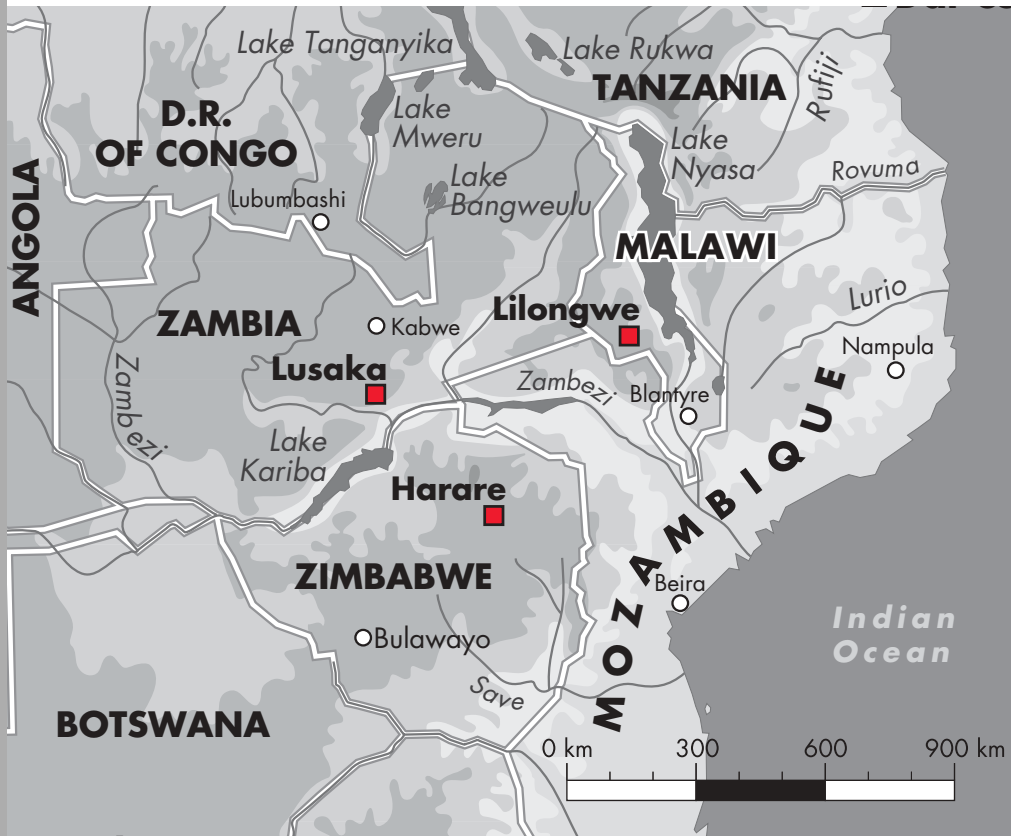 Lake Tanganyika
Lake Rukwa
TANZANIA
Rufiji
D.R.
OF CONGO
Lake
Mweru
Lake
Nyasa
Rovuma
ANGOLA
Lubumbashi
Lake
Bangweulu
MALAWI
ZAMBIA
Kabwe
Lilongwe
Lurio
Nampula
Lusaka
Zambezi
Zambezi
Blantyre
Lake
Kariba
Harare
MOZAMBIQUE
ZIMBABWE
Beira
Indian
Ocean
Bulawayo
Save
BOTSWANA
0 km 300 600 900 km